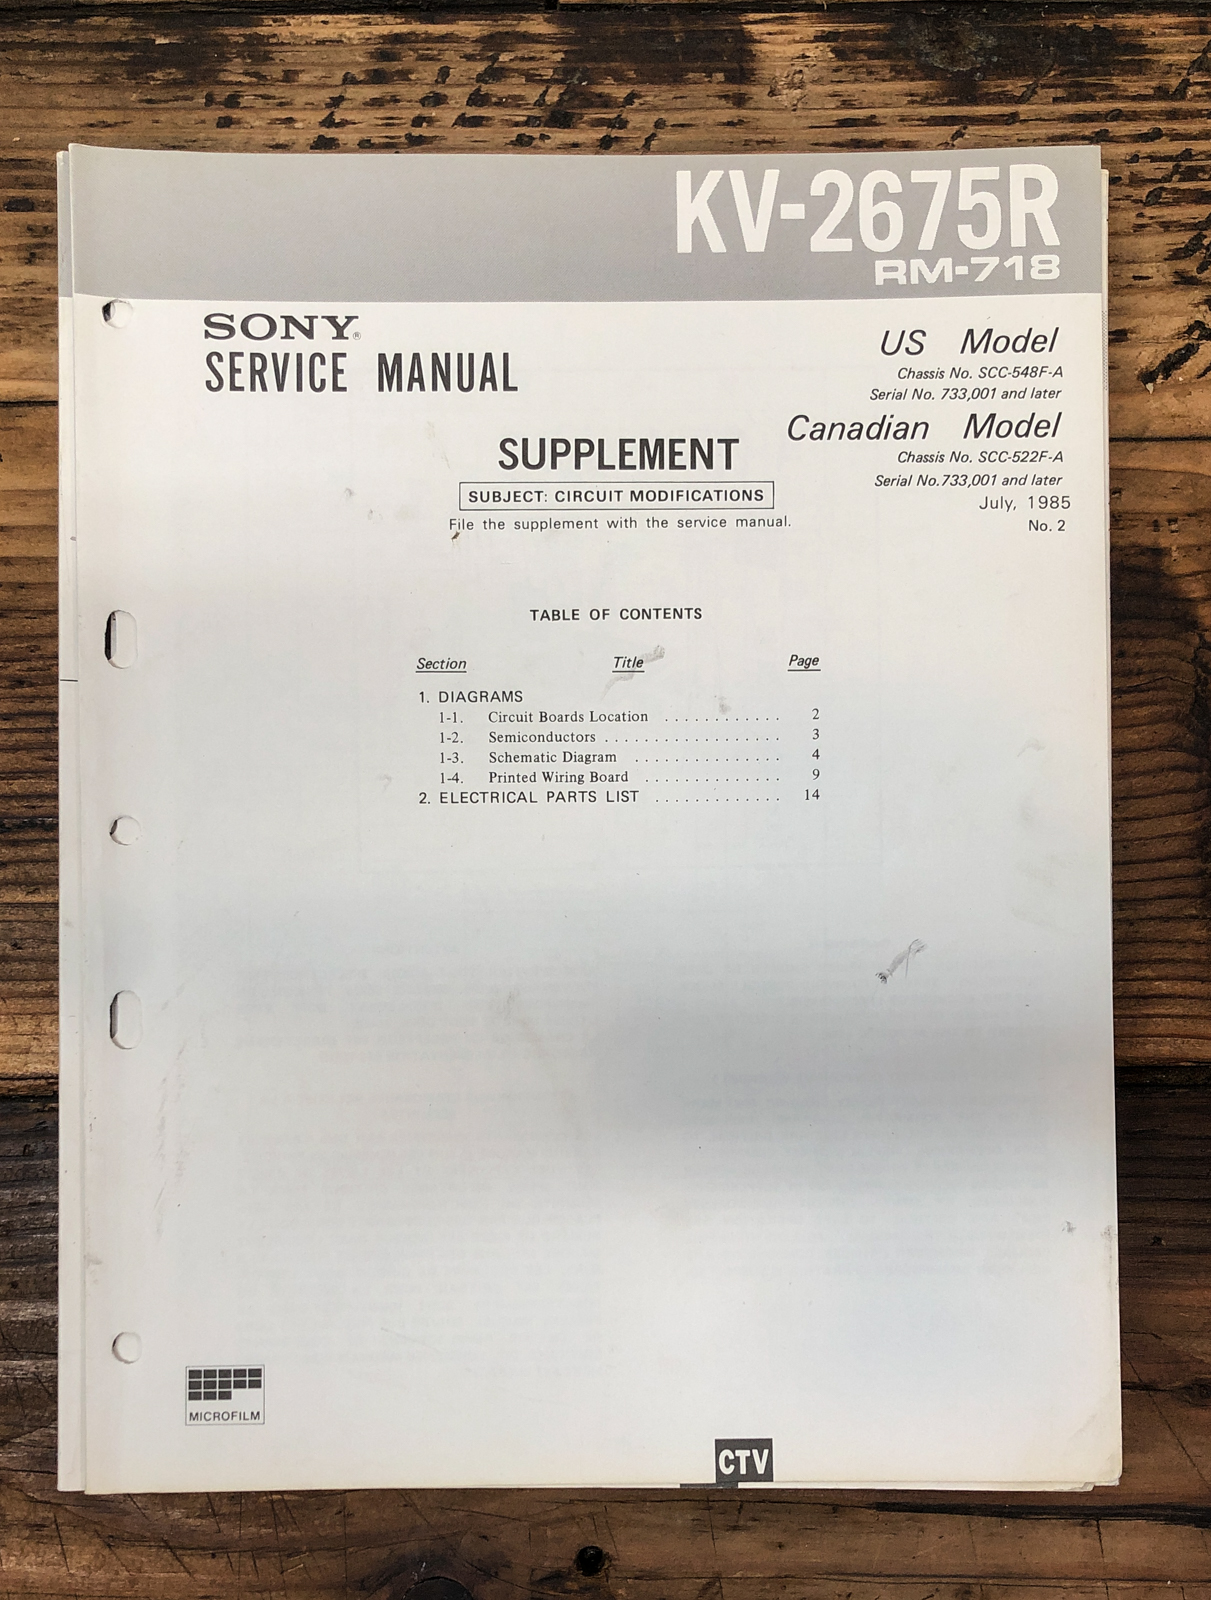 KV-2675R
RM-718
SONY®
SERVICE MANUAL
US Model
Chassis No. SCC-548F-A
Serial No. 733,001 and later
Canadian Model
Chassis No. SCC-522F-A
Serial No.733,001 and later
July, 1985
No. 2
SUPPLEMENT
SUBJECT: CIRCUIT MODIFICATIONS
File the supplement with the service manual.
TABLE OF CONTENTS
Section Title Page
1. DIAGRAMS
1-1. Circuit Boards Location . . . . . . . . . . . . 2
1-2. Semiconductors . . . . . . . . . . . . . . . . . . 3
1-3. Schematic Diagram . . . . . . . . . . . . . . . 4
1-4. Printed Wiring Board . . . . . . . . . . . . . . 9
2. ELECTRICAL PARTS LIST . . . . . . . . . . . . . 14
MICROFILM
CTV